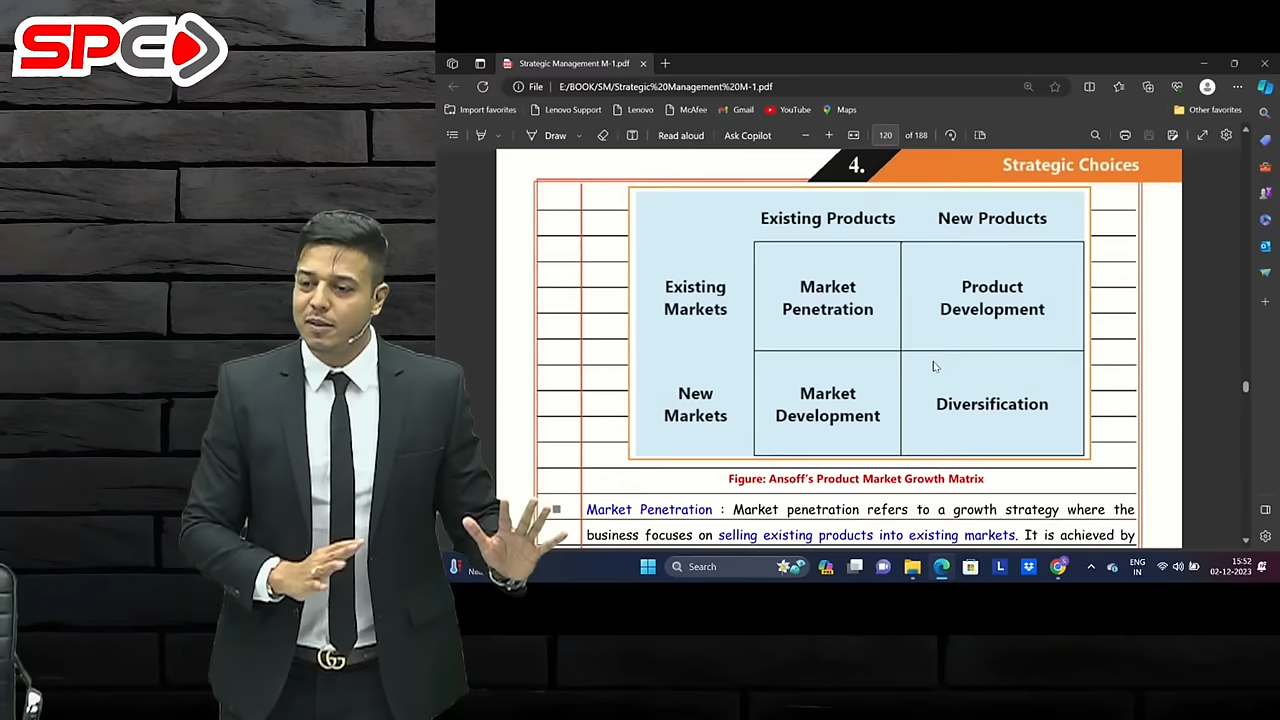 SPC
Strategic Management M-1.pdf
File
E:/BOOK/SM/Strategic%20Management%20M-1.pdf
Import favorites
Lenovo Support
Lenovo
McAfee
Gmail
YouTube
Maps
Other favorites
Draw
Read aloud
Ask Copilot
120
of 188
4.
Strategic Choices
Existing Products
New Products
Existing
Markets
Market
Penetration
Product
Development
New
Markets
Market
Development
Diversification
Figure: Ansoff's Product Market Growth Matrix
Market Penetration : Market penetration refers to a growth strategy where the
business focuses on selling existing products into existing markets. It is achieved by
Search
ENG
IN
15:52
02-12-2023